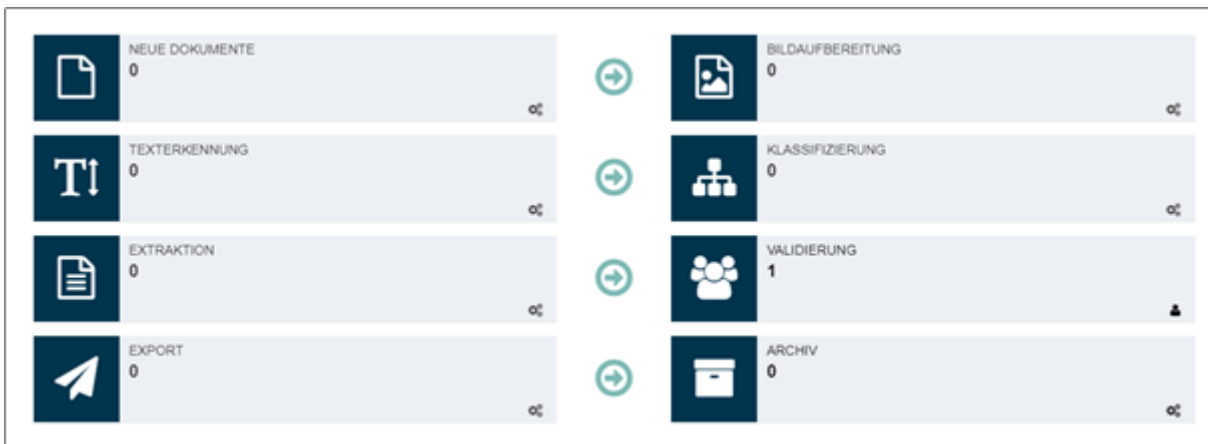 NEUE DOKUMENTE
0
BILDAUFBEREITUNG
0
TEXTERKENNUNG
0
KLASSIFIZIERUNG
0
EXTRAKTION
0
VALIDIERUNG
1
EXPORT
0
ARCHIV
0